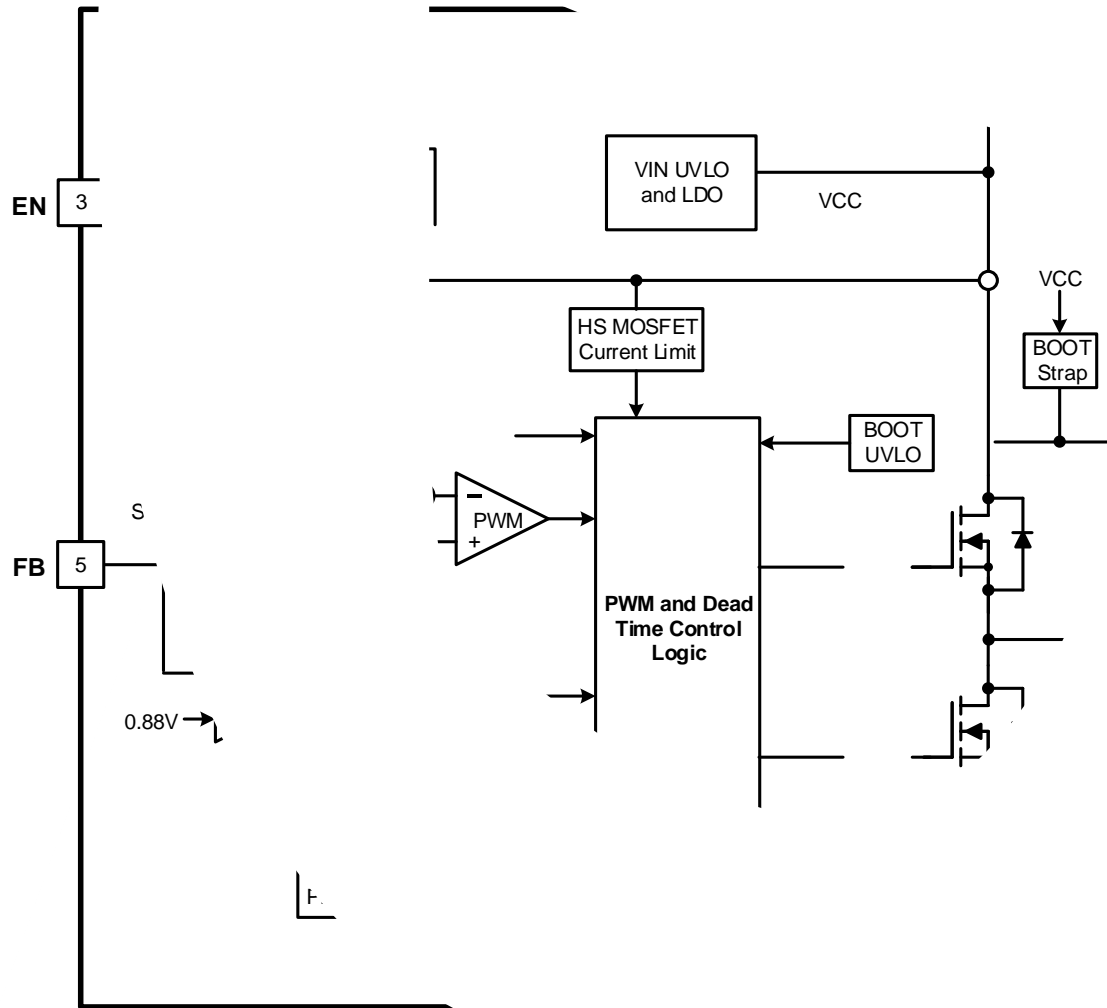 VIN UVLO
and LDO
VCC
EN
3
VCC
HS MOSFET
Current Limit
BOOT
Strap
BOOT
UVLO
S
PWM
−
+
FB
5
PWM and Dead
Time Control
Logic
0.88V